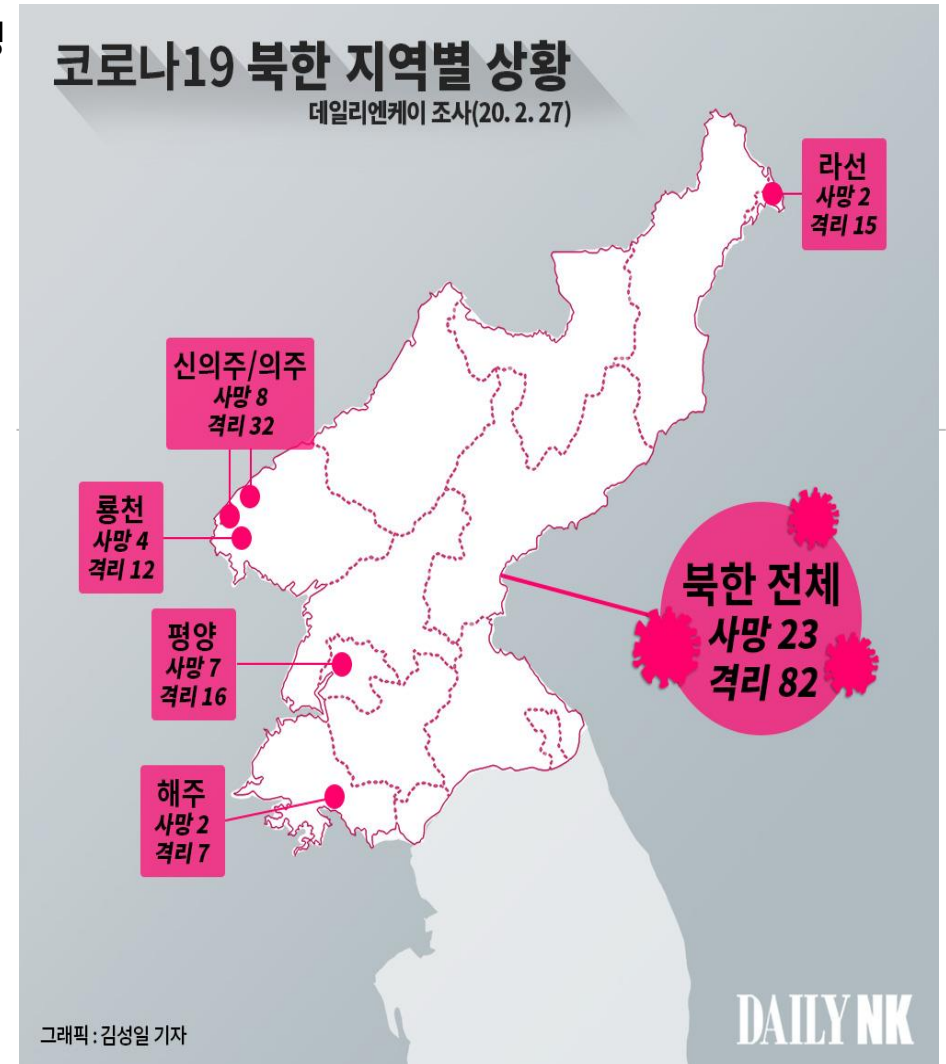 코로나19 북한 지역별 상황
데일리엔케이 조사(20. 2. 27)
라선
사망 2
격리 15
신의주/의주
사망 8
격리 32
룡천
사망 4
격리 12
북한 전체
사망 23
격리 82
평양
사망 7
격리 16
해주
사망 2
격리 7
그래픽 : 김성일 기자
DAILY NK